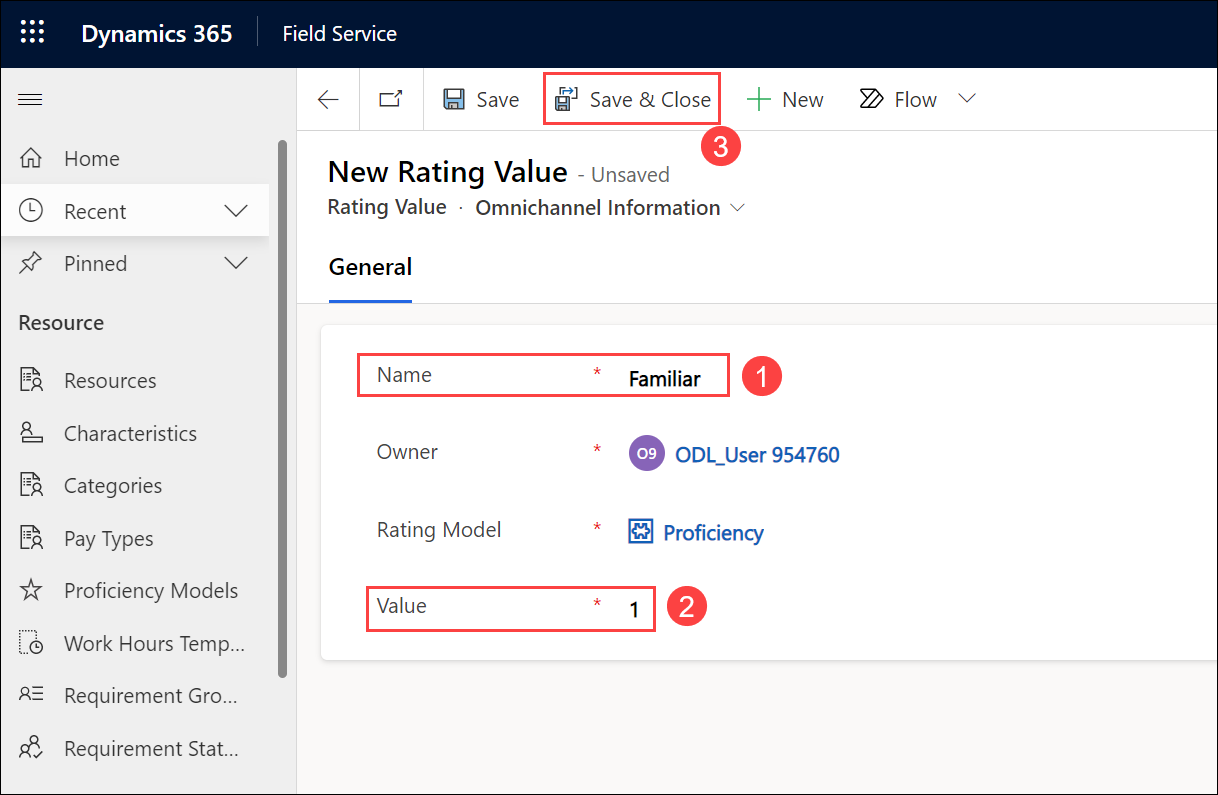 Dynamics 365 Field Service
Save Save & Close New Flow
3
New Rating Value - Unsaved
Rating Value · Omnichannel Information
General
Name * Familiar 1
Owner * O9 ODL_User 954760
Rating Model * Proficiency
Value * 1 2
Home
Recent
Pinned
Resource
Resources
Characteristics
Categories
Pay Types
Proficiency Models
Work Hours Temp...
Requirement Gro...
Requirement Stat...